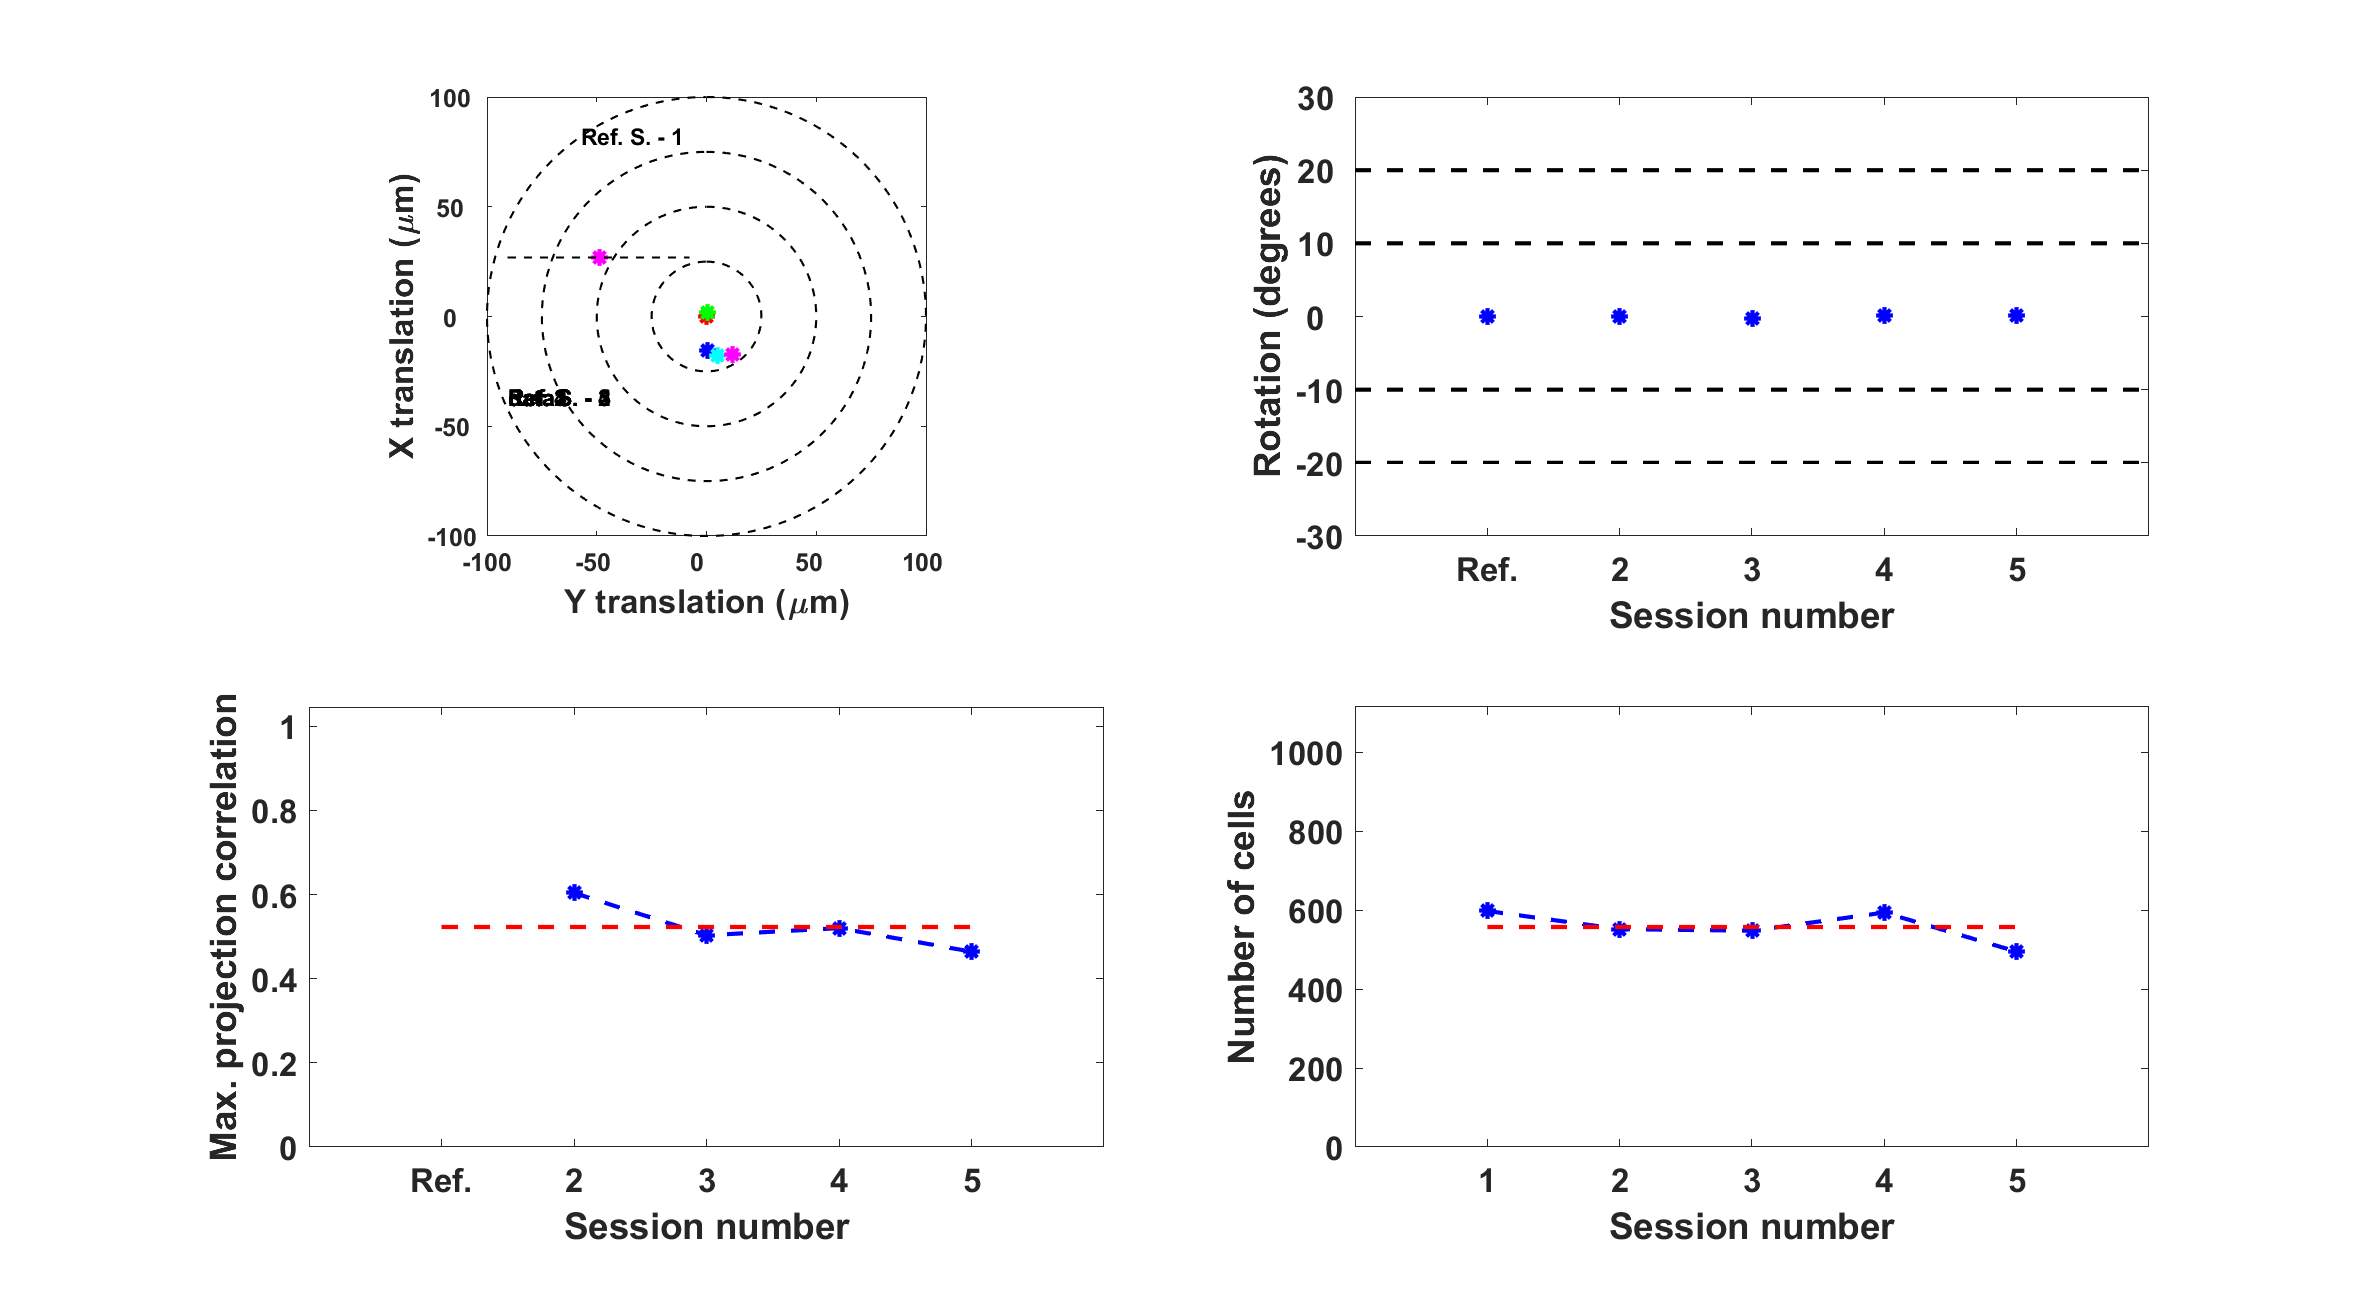 100
50
0
-50
-100
X translation (μm)
Ref. S. - 1
-100 -50 0 50 100
Y translation (μm)
30
20
10
0
-10
-20
-30
Rotation (degrees)
Ref. 2 3 4 5
Session number
1
0.8
0.6
0.4
0.2
0
Max. projection correlation
Ref. 2 3 4 5
Session number
1000
800
600
400
200
0
Number of cells
1 2 3 4 5
Session number